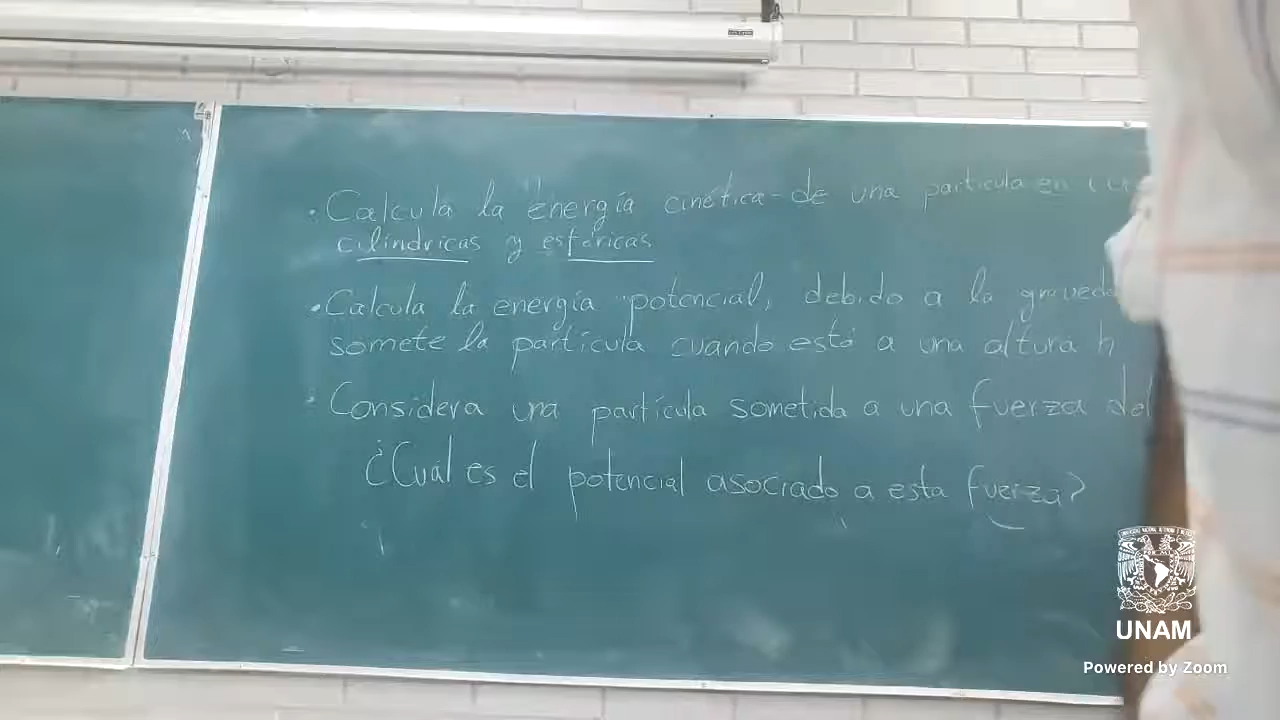 • Calcula la energía cinética de una partícula en
cilíndricas y esféricas
• Calcula la energía potencial, debido a la
somete la partícula cuando está a una altura h
• Considera una partícula sometida a una fuerza del
¿Cuál es el potencial asociado a esta fuerza?
UNAM
Powered by Zoom